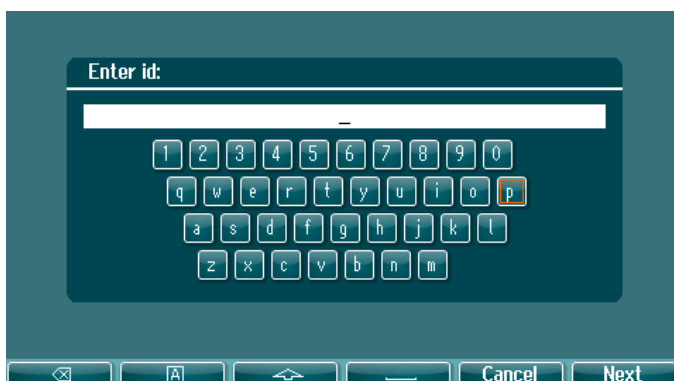 Enter id:
_
1 2 3 4 5 6 7 8 9 0
q w e r t y u i o p
a s d f g h j k l
z x c v b n m
A Cancel Next